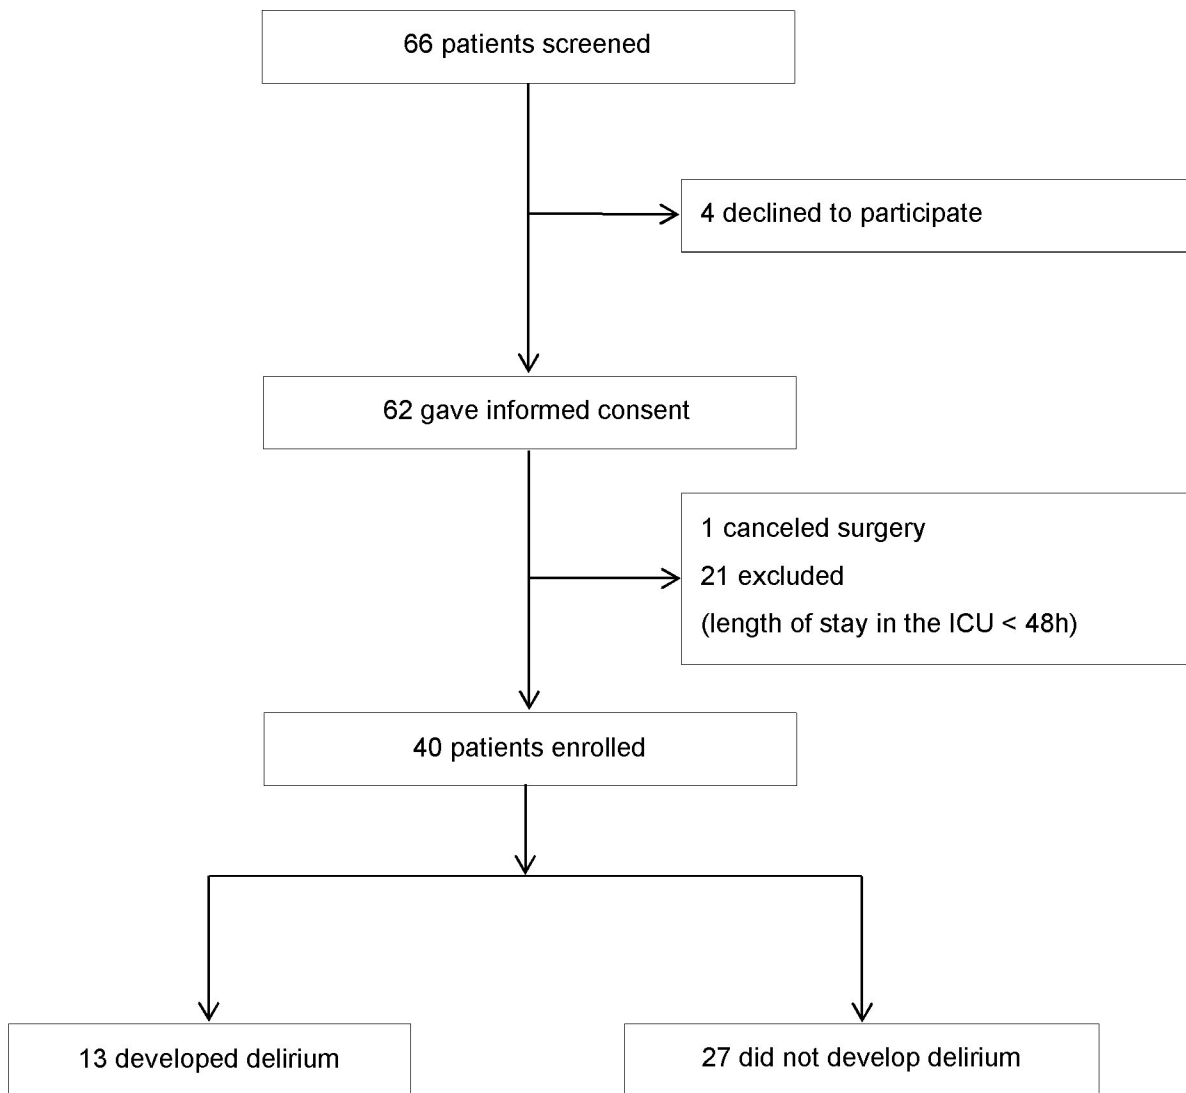 66 patients screened
4 declined to participate
62 gave informed consent
1 canceled surgery
21 excluded
(length of stay in the ICU < 48h)
40 patients enrolled
13 developed delirium
27 did not develop delirium